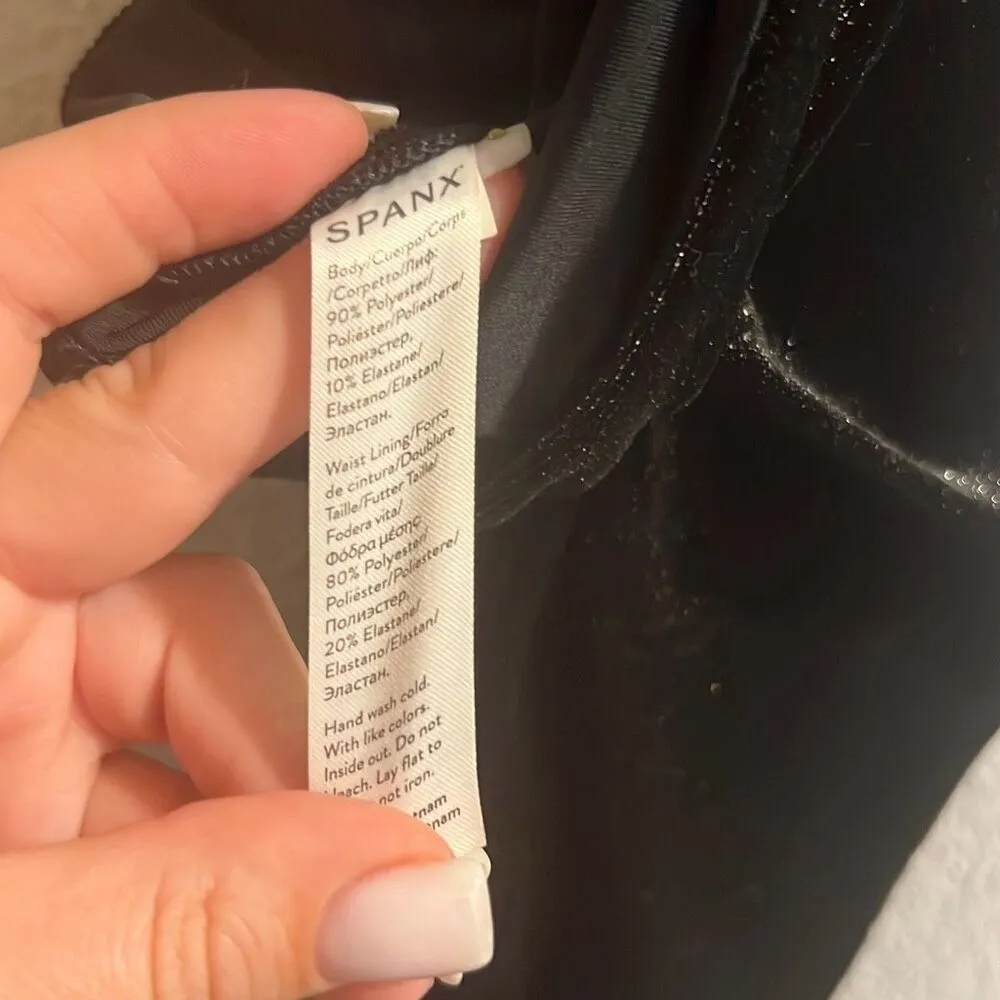 SPANX
Body/Cuerpo/Corps
/Corpetto/Лиф:
90% Polyester/
Poliéster/Poliestere/
Полиэстер,
10% Elastane/
Elastano/Elastan/
Эластан.
Waist Lining/Forro
de cintura/Doublure
Taille/Futter Taille/
Fodera vita/
Φόδρα μέσης
80% Polyester/
Poliéster/Poliestere/
Полиэстер,
20% Elastane/
Elastano/Elastan/
Эластан.
Hand wash cold.
With like colors.
Inside out. Do not
Lay flat to
not iron.